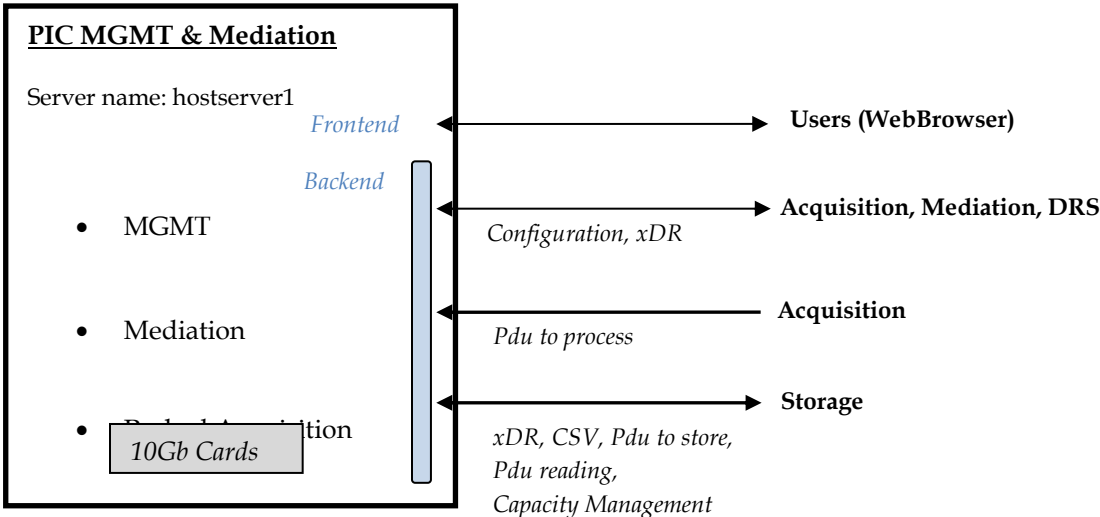 PIC MGMT & Mediation
Server name: hostserver1
Frontend
Users (WebBrowser)
Backend
• MGMT
Acquisition, Mediation, DRS
Configuration, xDR
Acquisition
• Mediation
Pdu to process
Storage
•
10Gb Cards
xDR, CSV, Pdu to store,
Pdu reading,
Capacity Management